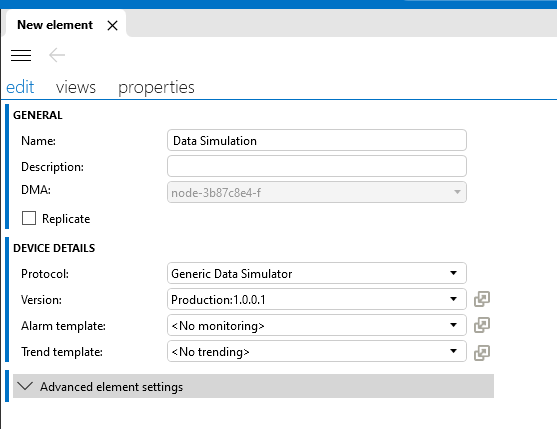 New element
edit views properties
GENERAL
Name: Data Simulation
Description:
DMA: node-3b87c8e4-f
Replicate
DEVICE DETAILS
Protocol: Generic Data Simulator
Version: Production:1.0.0.1
Alarm template: <No monitoring>
Trend template: <No trending>
Advanced element settings